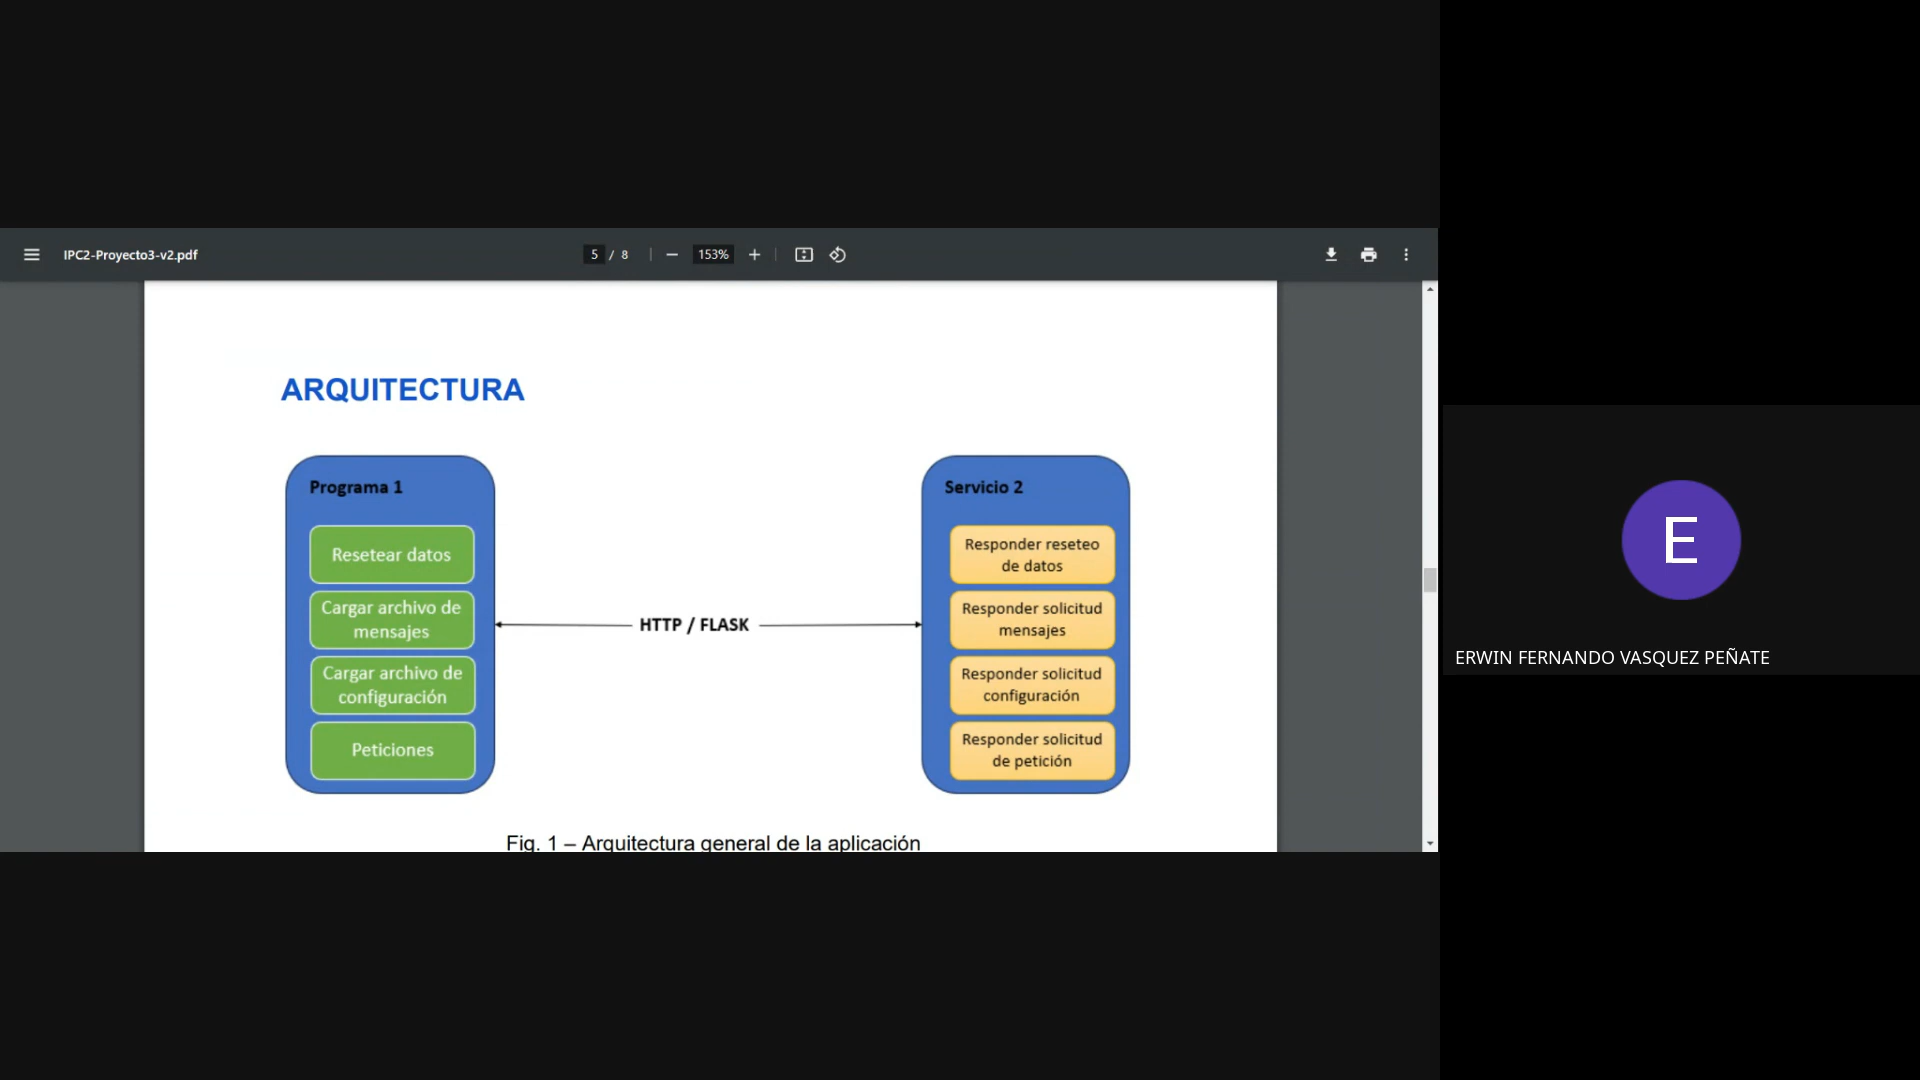 IPC2-Proyecto3-v2.pdf
5 / 8
153%
ARQUITECTURA
Programa 1
Resetear datos
Cargar archivo de
mensajes
Cargar archivo de
configuración
Peticiones
HTTP / FLASK
Servicio 2
Responder reseteo
de datos
Responder solicitud
mensajes
Responder solicitud
configuración
Responder solicitud
de petición
Fig. 1 – Arquitectura general de la aplicación
E
ERWIN FERNANDO VASQUEZ PEÑATE